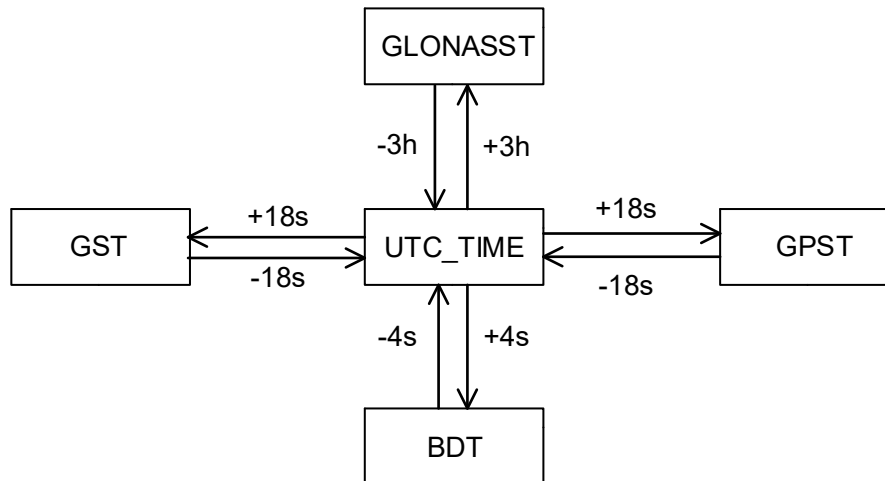 GLONASST
-3h
+3h
GST
+18s
-18s
UTC_TIME
+18s
-18s
GPST
-4s
+4s
BDT